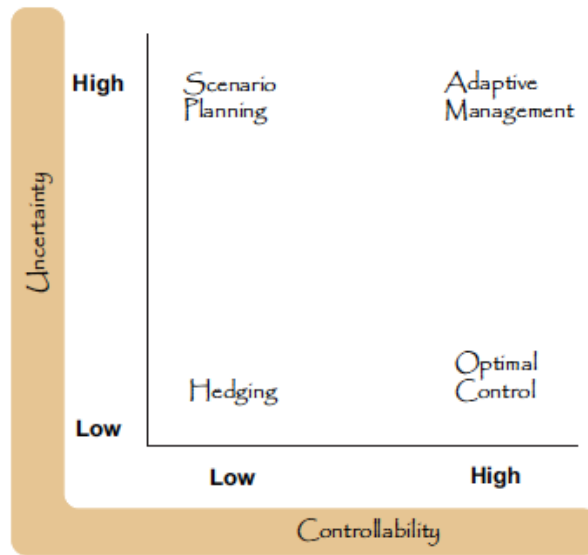 High
Scenario
Planning
Adaptive
Management
Uncertainty
Hedging
Optimal
Control
Low
Low
High
Controllability